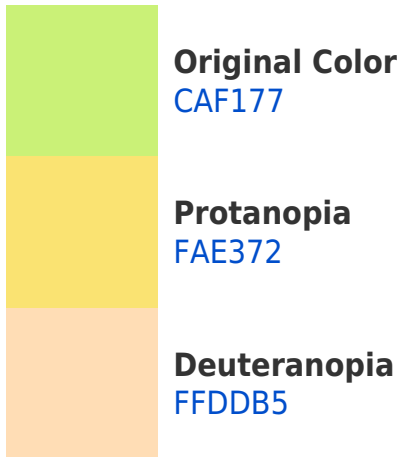 Original Color
CAF177
Protanopia
FAE372
Deuteranopia
FFDDB5